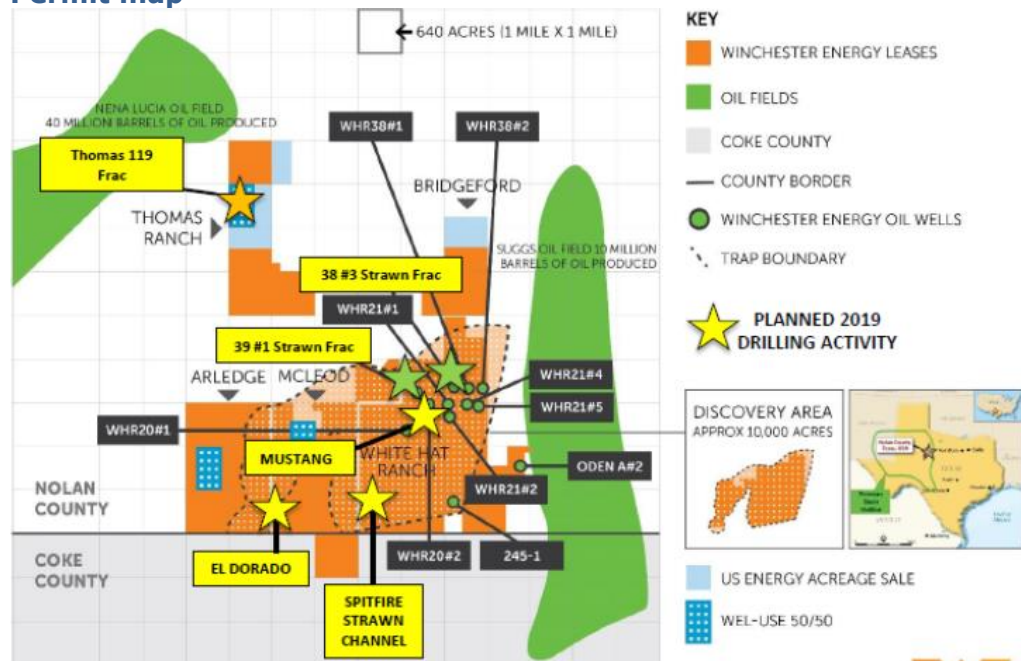 Permit map
640 ACRES (1 MILE X 1 MILE)
NENA LUCIA OIL FIELD
40 MILLION BARRELS OF OIL PRODUCED
WHR38#1
WHR38#2
Thomas 119
Frac
BRIDGEFORD
THOMAS
RANCH
SUGGS OIL FIELD 10 MILLION
BARRELS OF OIL PRODUCED
38 #3 Strawn Frac
WHR21#1
39 #1 Strawn Frac
ARLEDGE
MCLEOD
WHR21#4
WHR21#5
WHR20#1
MUSTANG
WHITE HAT
RANCH
ODEN A#2
WHR21#2
NOLAN
COUNTY
WHR20#2
245-1
COKE
COUNTY
EL DORADO
SPITFIRE
STRAWN
CHANNEL
KEY
WINCHESTER ENERGY LEASES
OIL FIELDS
COKE COUNTY
COUNTY BORDER
WINCHESTER ENERGY OIL WELLS
TRAP BOUNDARY
PLANNED 2019
DRILLING ACTIVITY
DISCOVERY AREA
APPROX 10,000 ACRES
US ENERGY ACREAGE SALE
WEL-USE 50/50